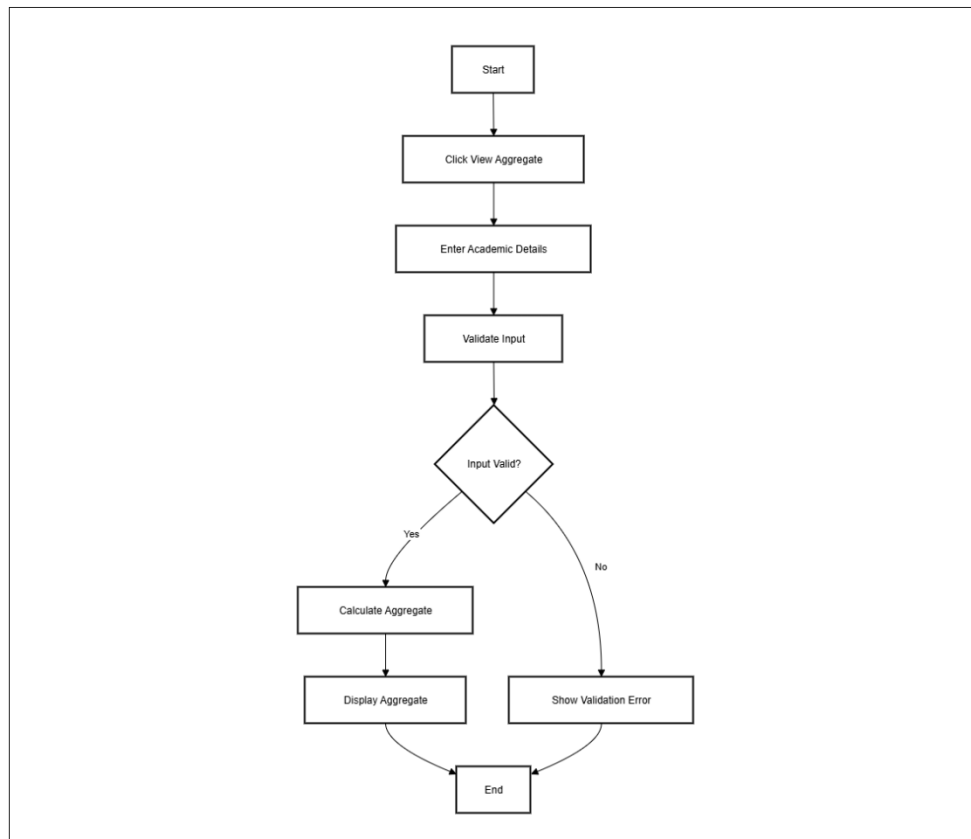 Start
Click View Aggregate
Enter Academic Details
Validate Input
Input Valid?
Yes
No
Calculate Aggregate
Display Aggregate
Show Validation Error
End